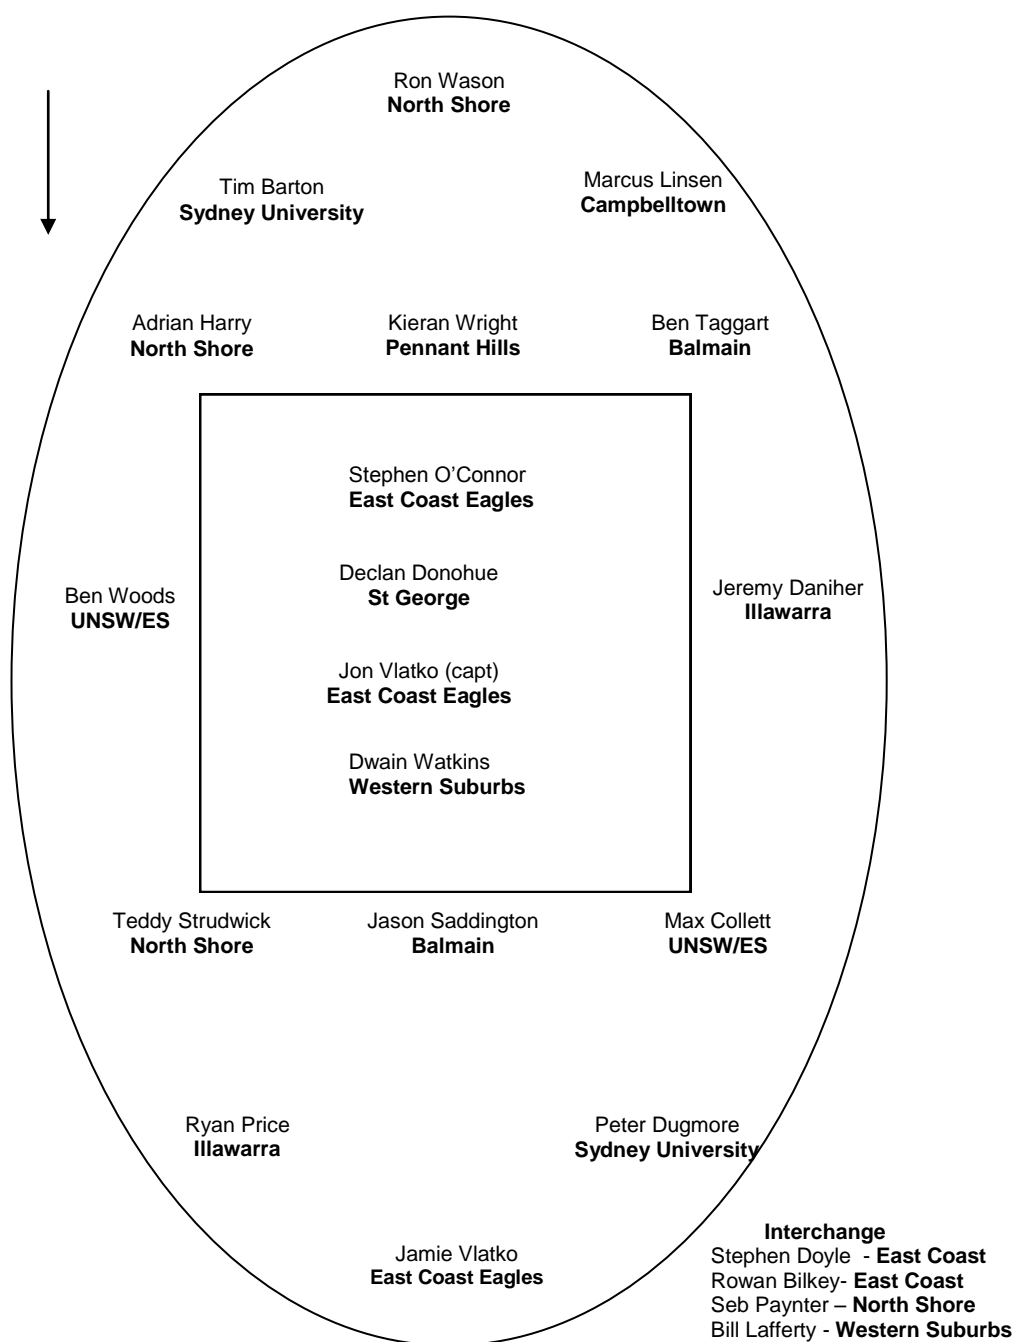 Ron Wason
North Shore
Tim Barton
Sydney University
Marcus Linsen
Campbelltown
Adrian Harry
North Shore
Kieran Wright
Pennant Hills
Ben Taggart
Balmain
Stephen O’Connor
East Coast Eagles
Declan Donohue
St George
Ben Woods
UNSW/ES
Jeremy Daniher
Illawarra
Jon Vlatko (capt)
East Coast Eagles
Dwain Watkins
Western Suburbs
Teddy Strudwick
North Shore
Jason Saddington
Balmain
Max Collett
UNSW/ES
Ryan Price
Illawarra
Peter Dugmore
Sydney University
Jamie Vlatko
East Coast Eagles
Interchange
Stephen Doyle - East Coast
Rowan Bilkey- East Coast
Seb Paynter – North Shore
Bill Lafferty - Western Suburbs